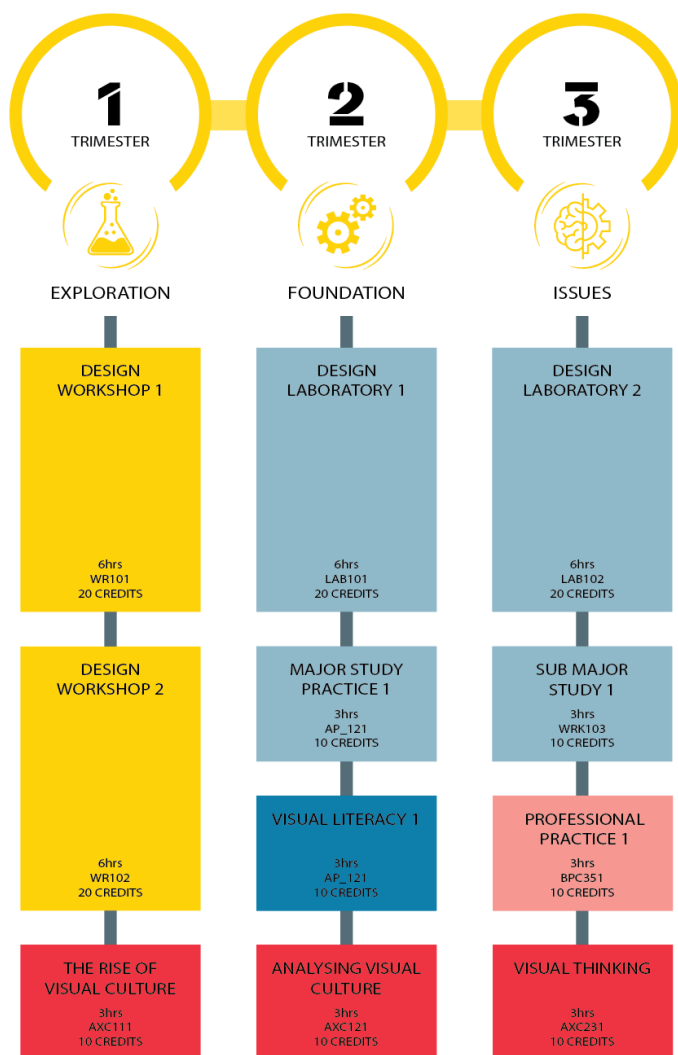 1
TRIMESTER
EXPLORATION
DESIGN
WORKSHOP 1
6hrs
WR101
20 CREDITS
DESIGN
WORKSHOP 2
6hrs
WR102
20 CREDITS
THE RISE OF
VISUAL CULTURE
3hrs
AXC111
10 CREDITS
2
TRIMESTER
FOUNDATION
DESIGN
LABORATORY 1
6hrs
LAB101
20 CREDITS
MAJOR STUDY
PRACTICE 1
3hrs
AP_121
10 CREDITS
VISUAL LITERACY 1
3hrs
AP_121
10 CREDITS
ANALYSING VISUAL
CULTURE
3hrs
AXC121
10 CREDITS
3
TRIMESTER
ISSUES
DESIGN
LABORATORY 2
6hrs
LAB102
20 CREDITS
SUB MAJOR
STUDY 1
3hrs
WRK103
10 CREDITS
PROFESSIONAL
PRACTICE 1
3hrs
BPC351
10 CREDITS
VISUAL THINKING
3hrs
AXC231
10 CREDITS